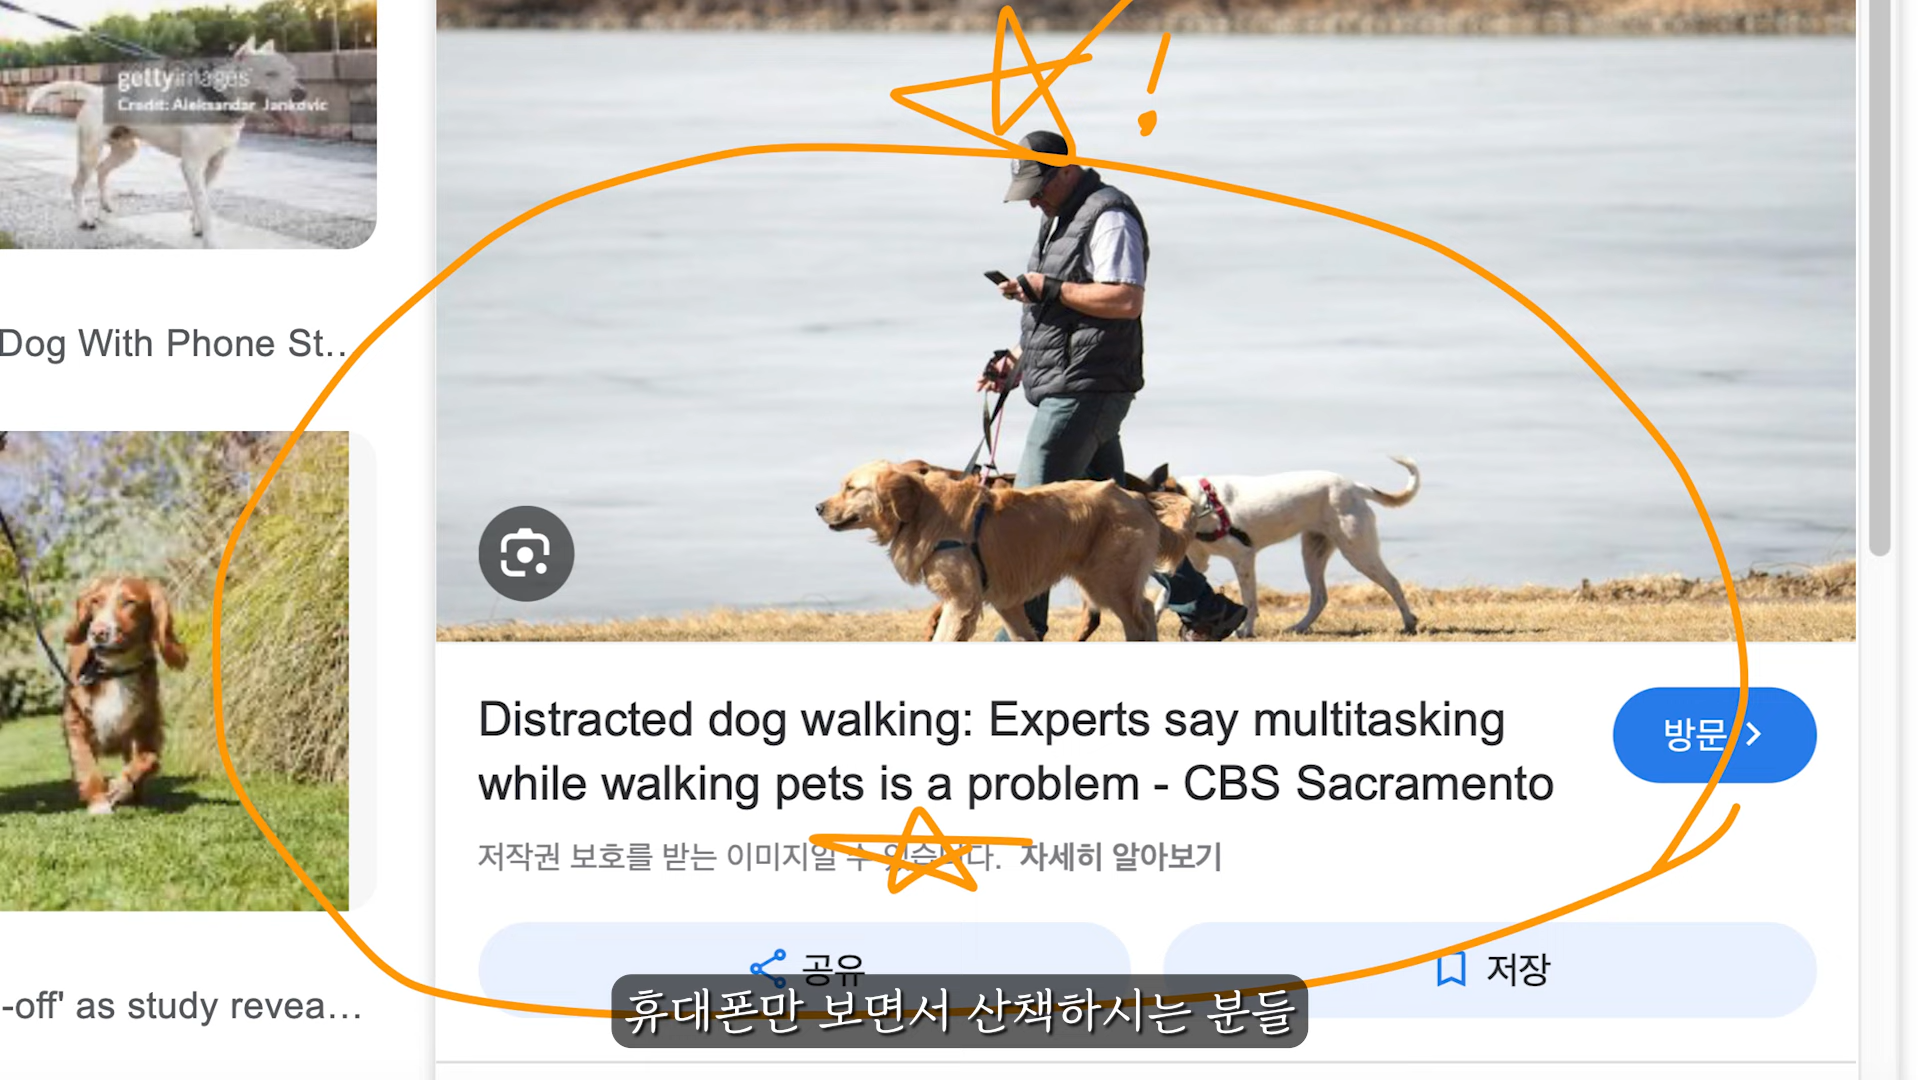 gettyimages
Credit: Aleksandar Jankovic
Dog With Phone St...
-off' as study revea...
Distracted dog walking: Experts say multitasking
while walking pets is a problem - CBS Sacramento
방문
저작권 보호를 받는 이미지일 수 있습니다. 자세히 알아보기
공유
저장
휴대폰만 보면서 산책하시는 분들